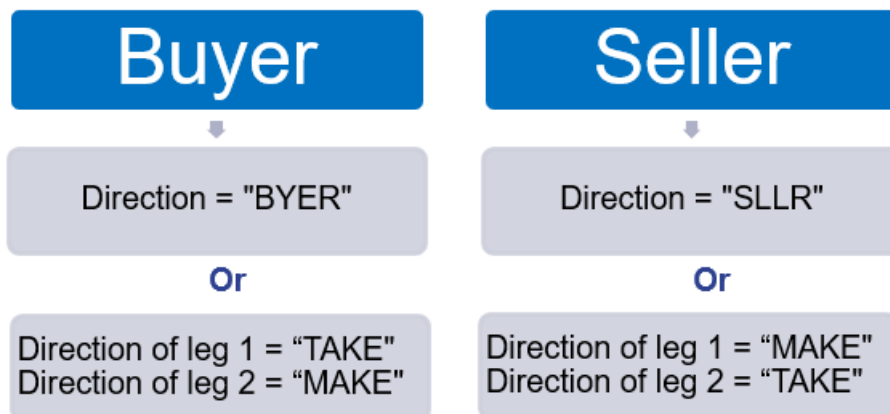 Buyer
Direction = "BYER"
Or
Direction of leg 1 = “TAKE"
Direction of leg 2 = “MAKE"
Seller
Direction = "SLLR"
Or
Direction of leg 1 = “MAKE"
Direction of leg 2 = “TAKE"